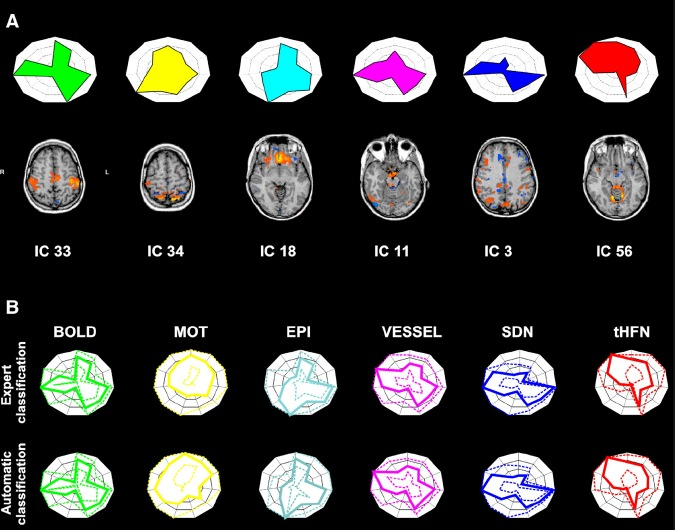 A
R
L
IC 33
IC 34
IC 18
IC 11
IC 3
IC 56
B
BOLD
MOT
EPI
VESSEL
SDN
tHFN
Expert
classification
Automatic
classification